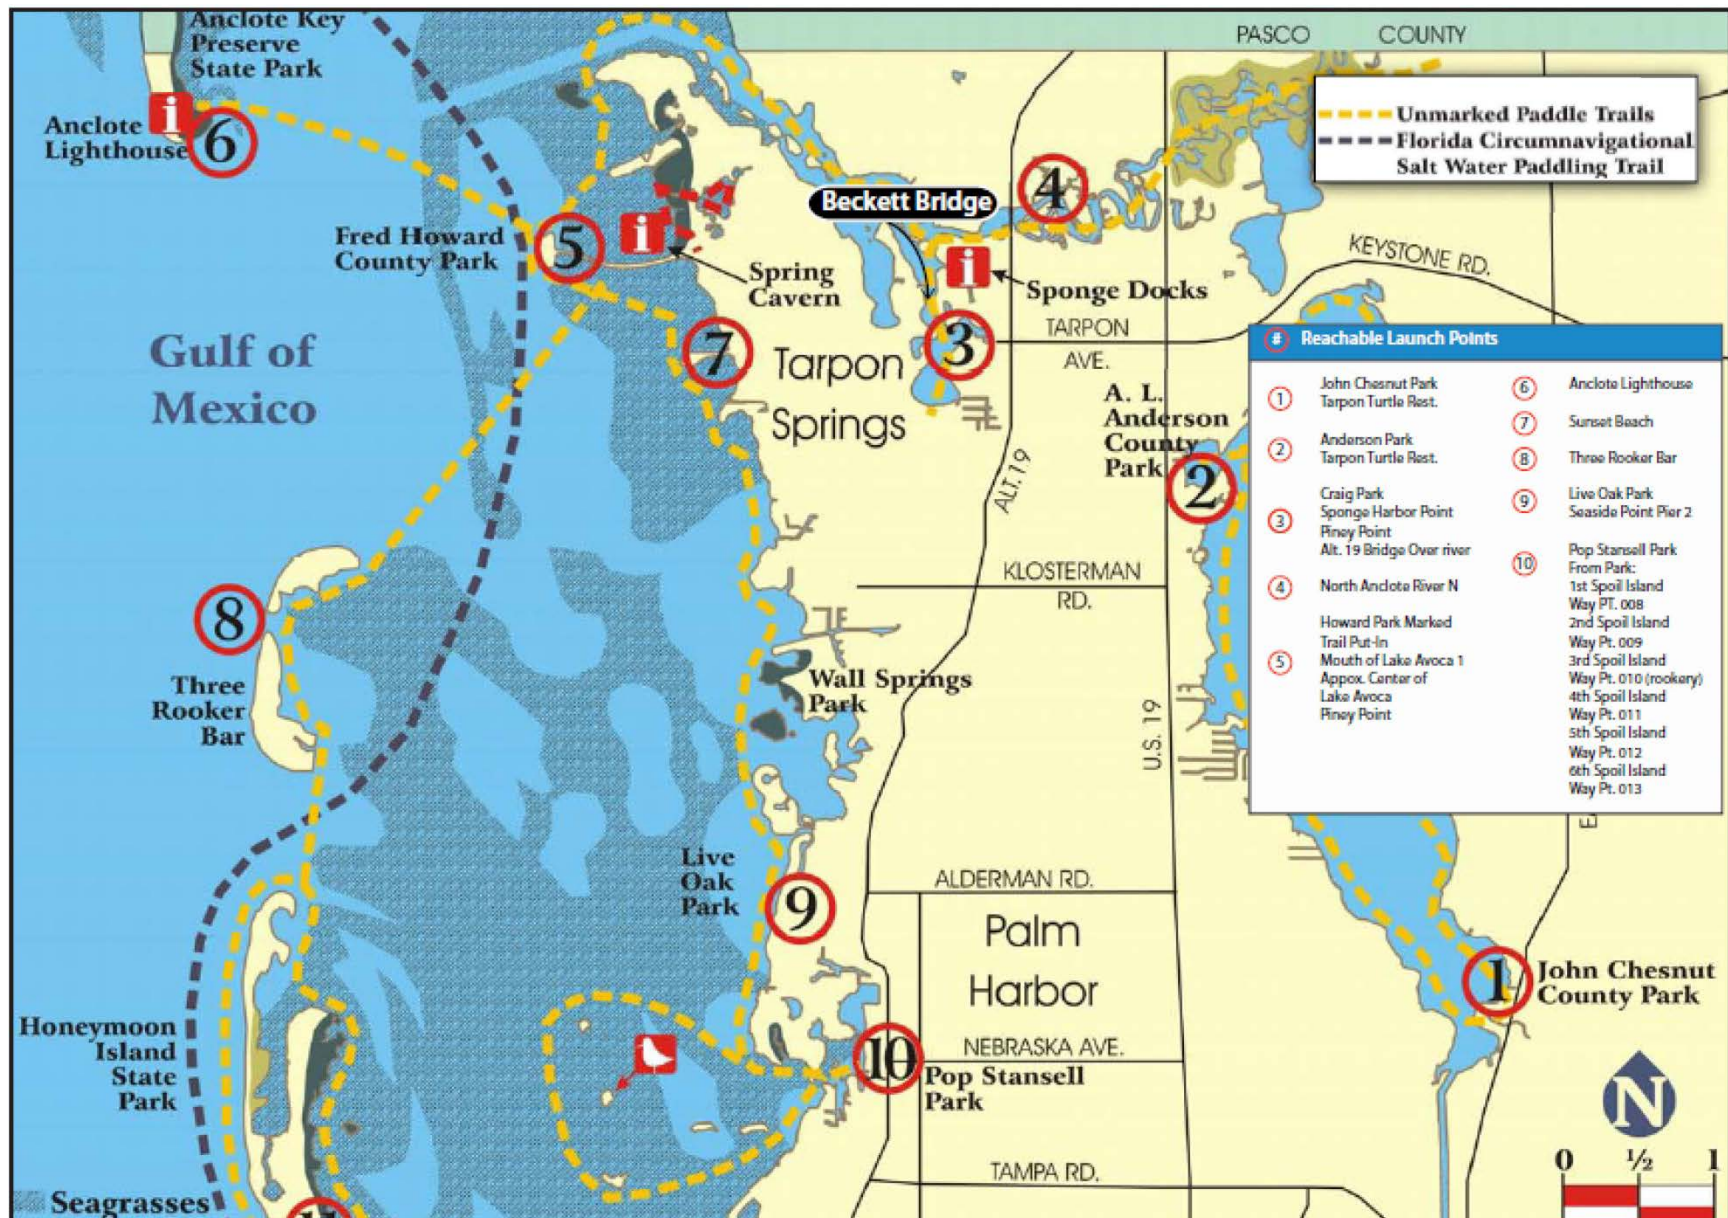 Anclote Key
Preserve
State Park
PASCO COUNTY
Unmarked Paddle Trails
Florida Circumnavigational
Salt Water Paddling Trail
i
Anclote
Lighthouse
6
4
Beckett Bridge
Fred Howard
County Park
5
i
Spring
Cavern
i
Sponge Docks
KEYSTONE RD.
Gulf of
Mexico
7
Tarpon
Springs
3
TARPON
AVE.
A. L.
Anderson
County
Park
2
ALT. 19
# Reachable Launch Points
1 John Chesnut Park
Tarpon Turtle Rest.
2 Anderson Park
Tarpon Turtle Rest.
3 Craig Park
Sponge Harbor Point
Piney Point
Alt. 19 Bridge Over river
4 North Anclote River N
5 Howard Park Marked
Trail Put-In
Mouth of Lake Avoca 1
Appox. Center of
Lake Avoca
Piney Point
6 Anclote Lighthouse
7 Sunset Beach
8 Three Rooker Bar
9 Live Oak Park
Seaside Point Pier 2
10 Pop Stansell Park
From Park:
1st Spoil Island
Way PT. 008
2nd Spoil Island
Way Pt. 009
3rd Spoil Island
Way Pt. 010 (rookery)
4th Spoil Island
Way Pt. 011
5th Spoil Island
Way Pt. 012
6th Spoil Island
Way Pt. 013
KLOSTERMAN
RD.
8
Three
Rooker
Bar
Wall Springs
Park
U.S. 19
Live
Oak
Park
9
ALDERMAN RD.
Palm
Harbor
1
John Chesnut
County Park
Honeymoon
Island
State
Park
NEBRASKA AVE.
10
Pop Stansell
Park
N
TAMPA RD.
0 ½ 1
Seagrasses